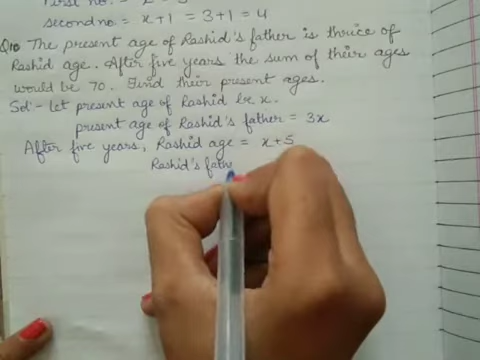 second no = x+1 = 3+1 = 4
Q10 The present age of Rashid's father is thrice of
Rashid age. After five years the sum of their ages
would be 70. Find their present ages.
Sol- let present age of Rashid be x.
present age of Rashid's father = 3x
After five years, Rashid age = x+5
Rashid's fath